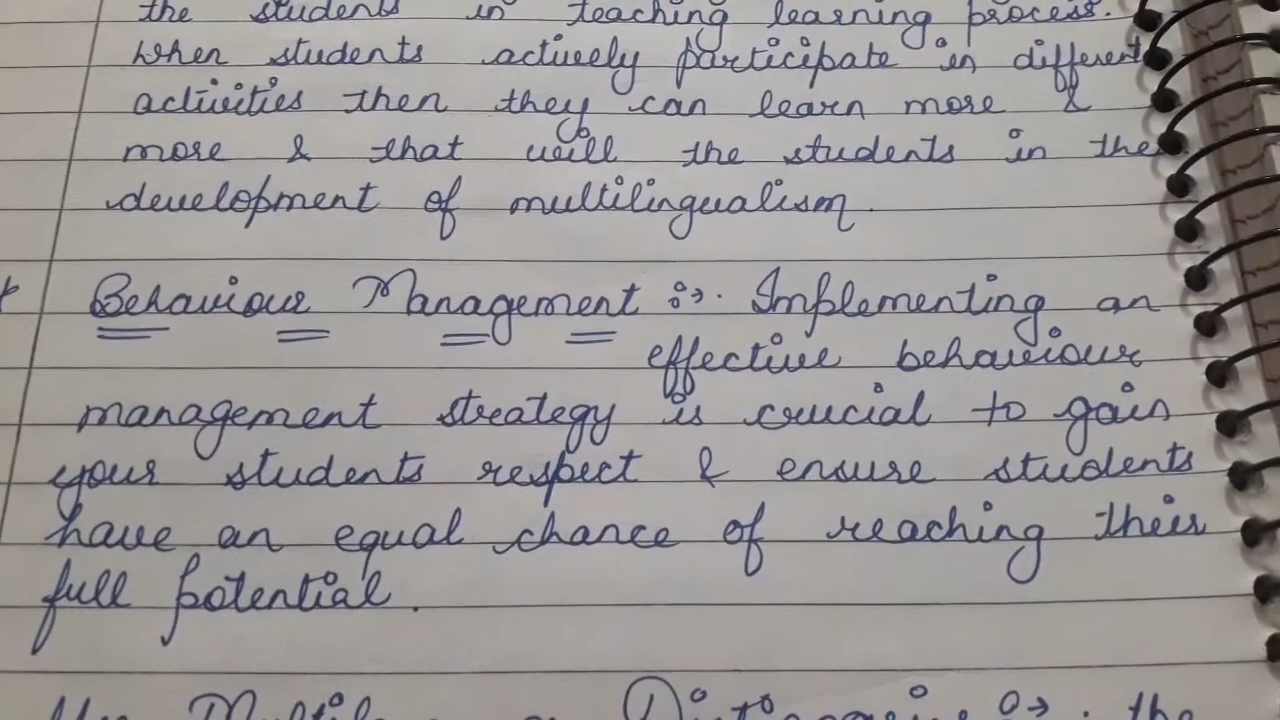 the students in teaching learning process.
when students actively participate in different
activities then they can learn more &
more & that will the students in the
development of multilingualism.
Behaviour Management :→. Implementing an
effective behaviour
management strategy is crucial to gain
your students respect & ensure students
have an equal chance of reaching their
full potential.
the